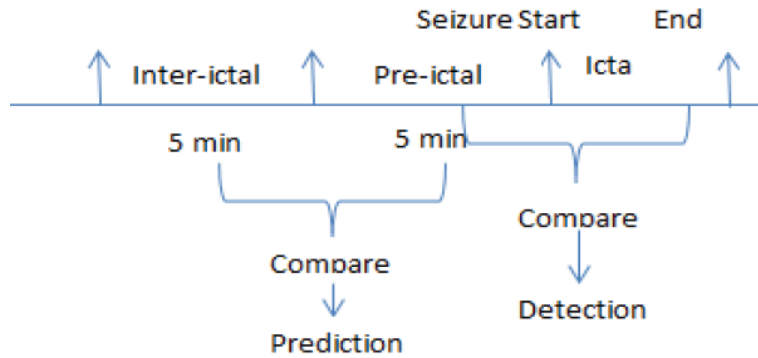 Seizure Start End
Inter-ictal Pre-ictal Icta
5 min 5 min
Compare
Compare
Detection
Prediction